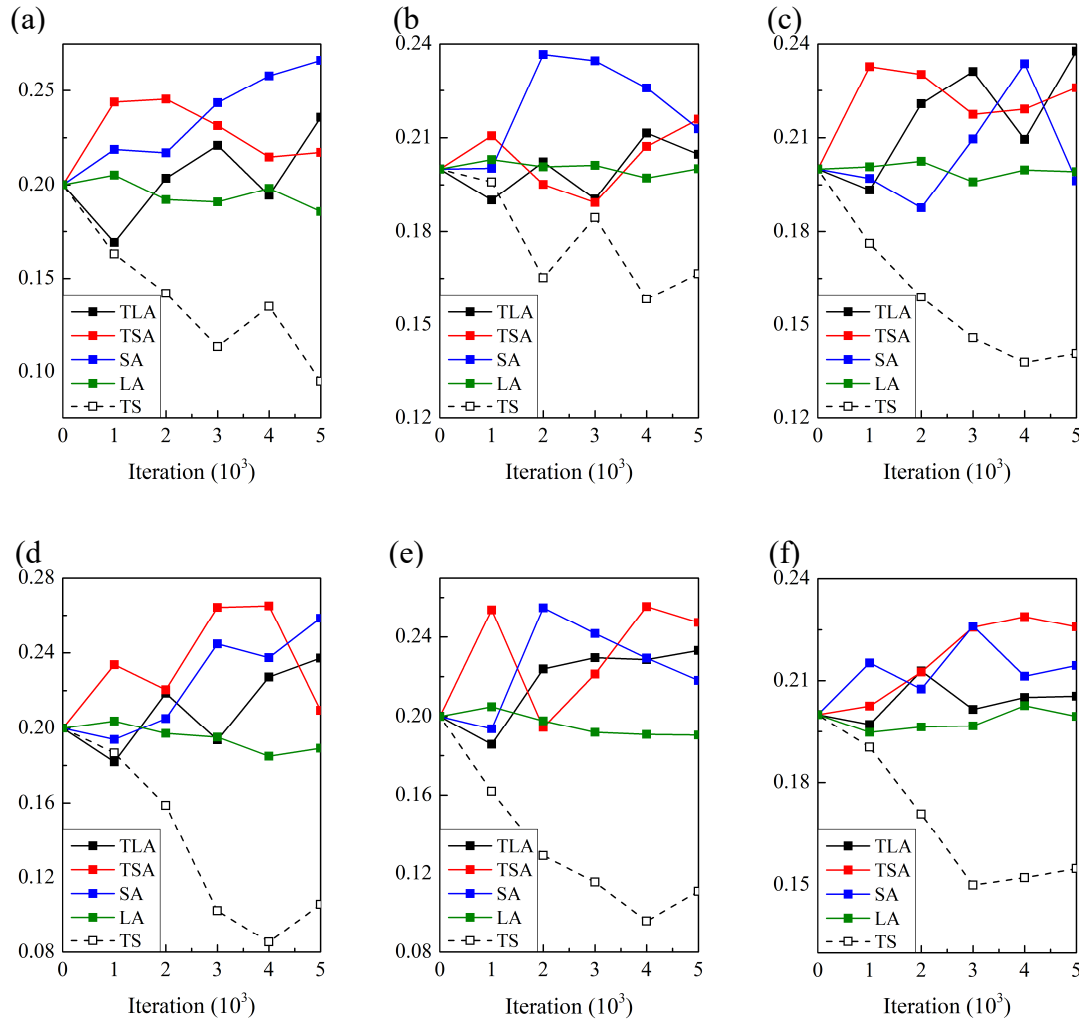 (a)
0.25
0.20
0.15
0.10
TLA
TSA
SA
LA
TS
0 1 2 3 4 5
Iteration (10³)
(b)
0.24
0.21
0.18
0.15
0.12
TLA
TSA
SA
LA
TS
0 1 2 3 4 5
Iteration (10³)
(c)
0.24
0.21
0.18
0.15
0.12
TLA
TSA
SA
LA
TS
0 1 2 3 4 5
Iteration (10³)
(d)
0.28
0.24
0.20
0.16
0.12
0.08
TLA
TSA
SA
LA
TS
0 1 2 3 4 5
Iteration (10³)
(e)
0.24
0.20
0.16
0.12
0.08
TLA
TSA
SA
LA
TS
0 1 2 3 4 5
Iteration (10³)
(f)
0.24
0.21
0.18
0.15
TLA
TSA
SA
LA
TS
0 1 2 3 4 5
Iteration (10³)